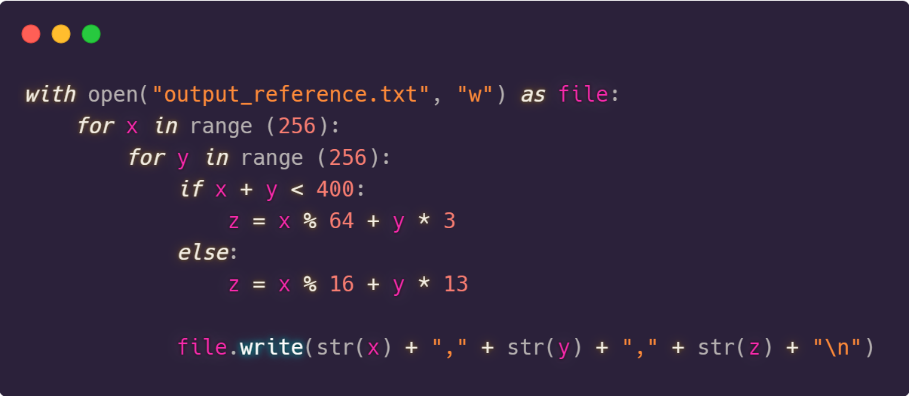 with open("output_reference.txt", "w") as file:
    for x in range (256):
        for y in range (256):
            if x + y < 400:
                z = x % 64 + y * 3
            else:
                z = x % 16 + y * 13

            file.write(str(x) + "," + str(y) + "," + str(z) + "\n")